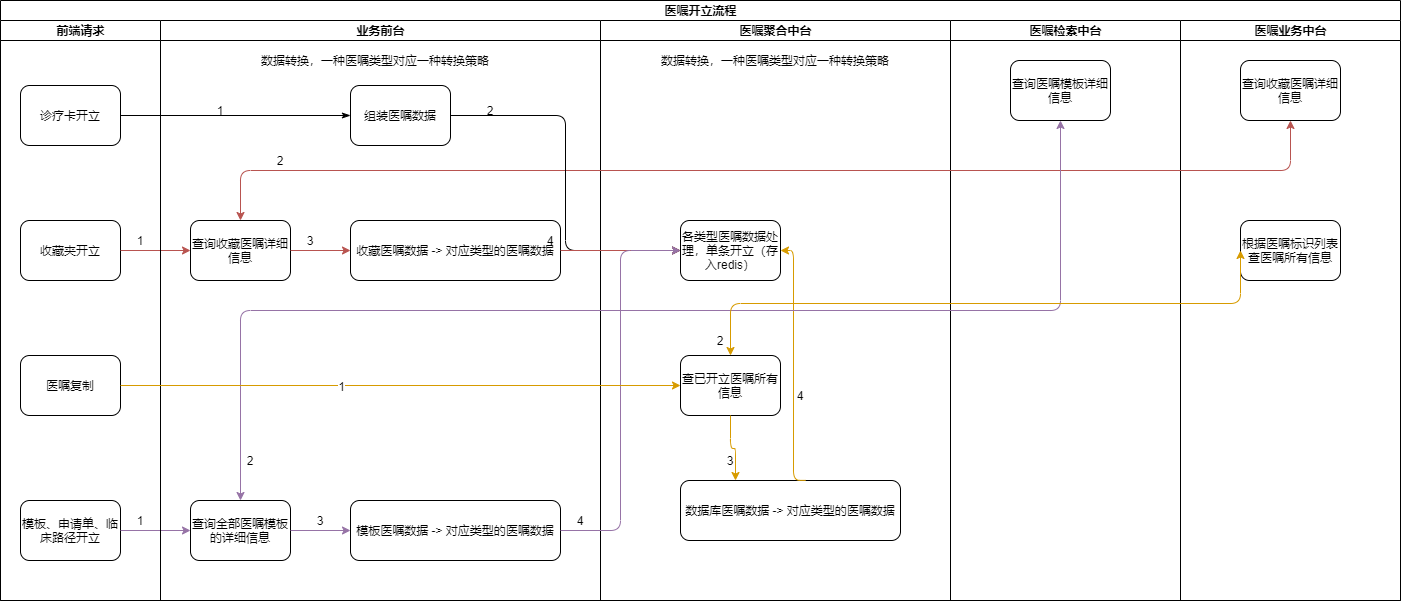 医嘱开立流程
前端请求
业务前台
医嘱聚合中台
医嘱检索中台
医嘱业务中台
数据转换，一种医嘱类型对应一种转换策略
数据转换，一种医嘱类型对应一种转换策略
查询医嘱模板详细
信息
查询收藏医嘱详细
信息
诊疗卡开立
1
组装医嘱数据
2
2
收藏夹开立
1
查询收藏医嘱详细
信息
3
收藏医嘱数据 -> 对应类型的医嘱数据
4
各类型医嘱数据处
理，单条开立（存
入redis）
根据医嘱标识列表
查医嘱所有信息
2
医嘱复制
1
查已开立医嘱所有
信息
4
2
3
模板、申请单、临
床路径开立
1
查询全部医嘱模板
的详细信息
3
模板医嘱数据 -> 对应类型的医嘱数据
4
数据库医嘱数据 -> 对应类型的医嘱数据